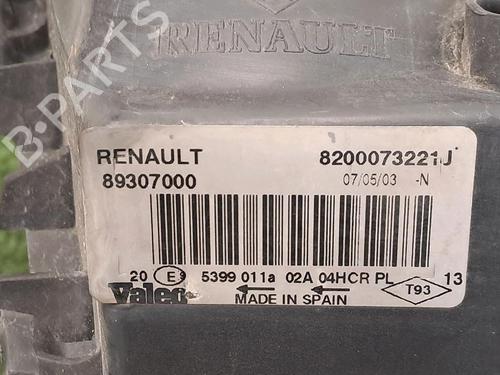 RENAULT
B-PARTS
RENAULT 8200073221J
89307000 07/05/03 -N
20 E9 5399 011a 02A 04HCR PL 13
Valeo MADE IN SPAIN T93